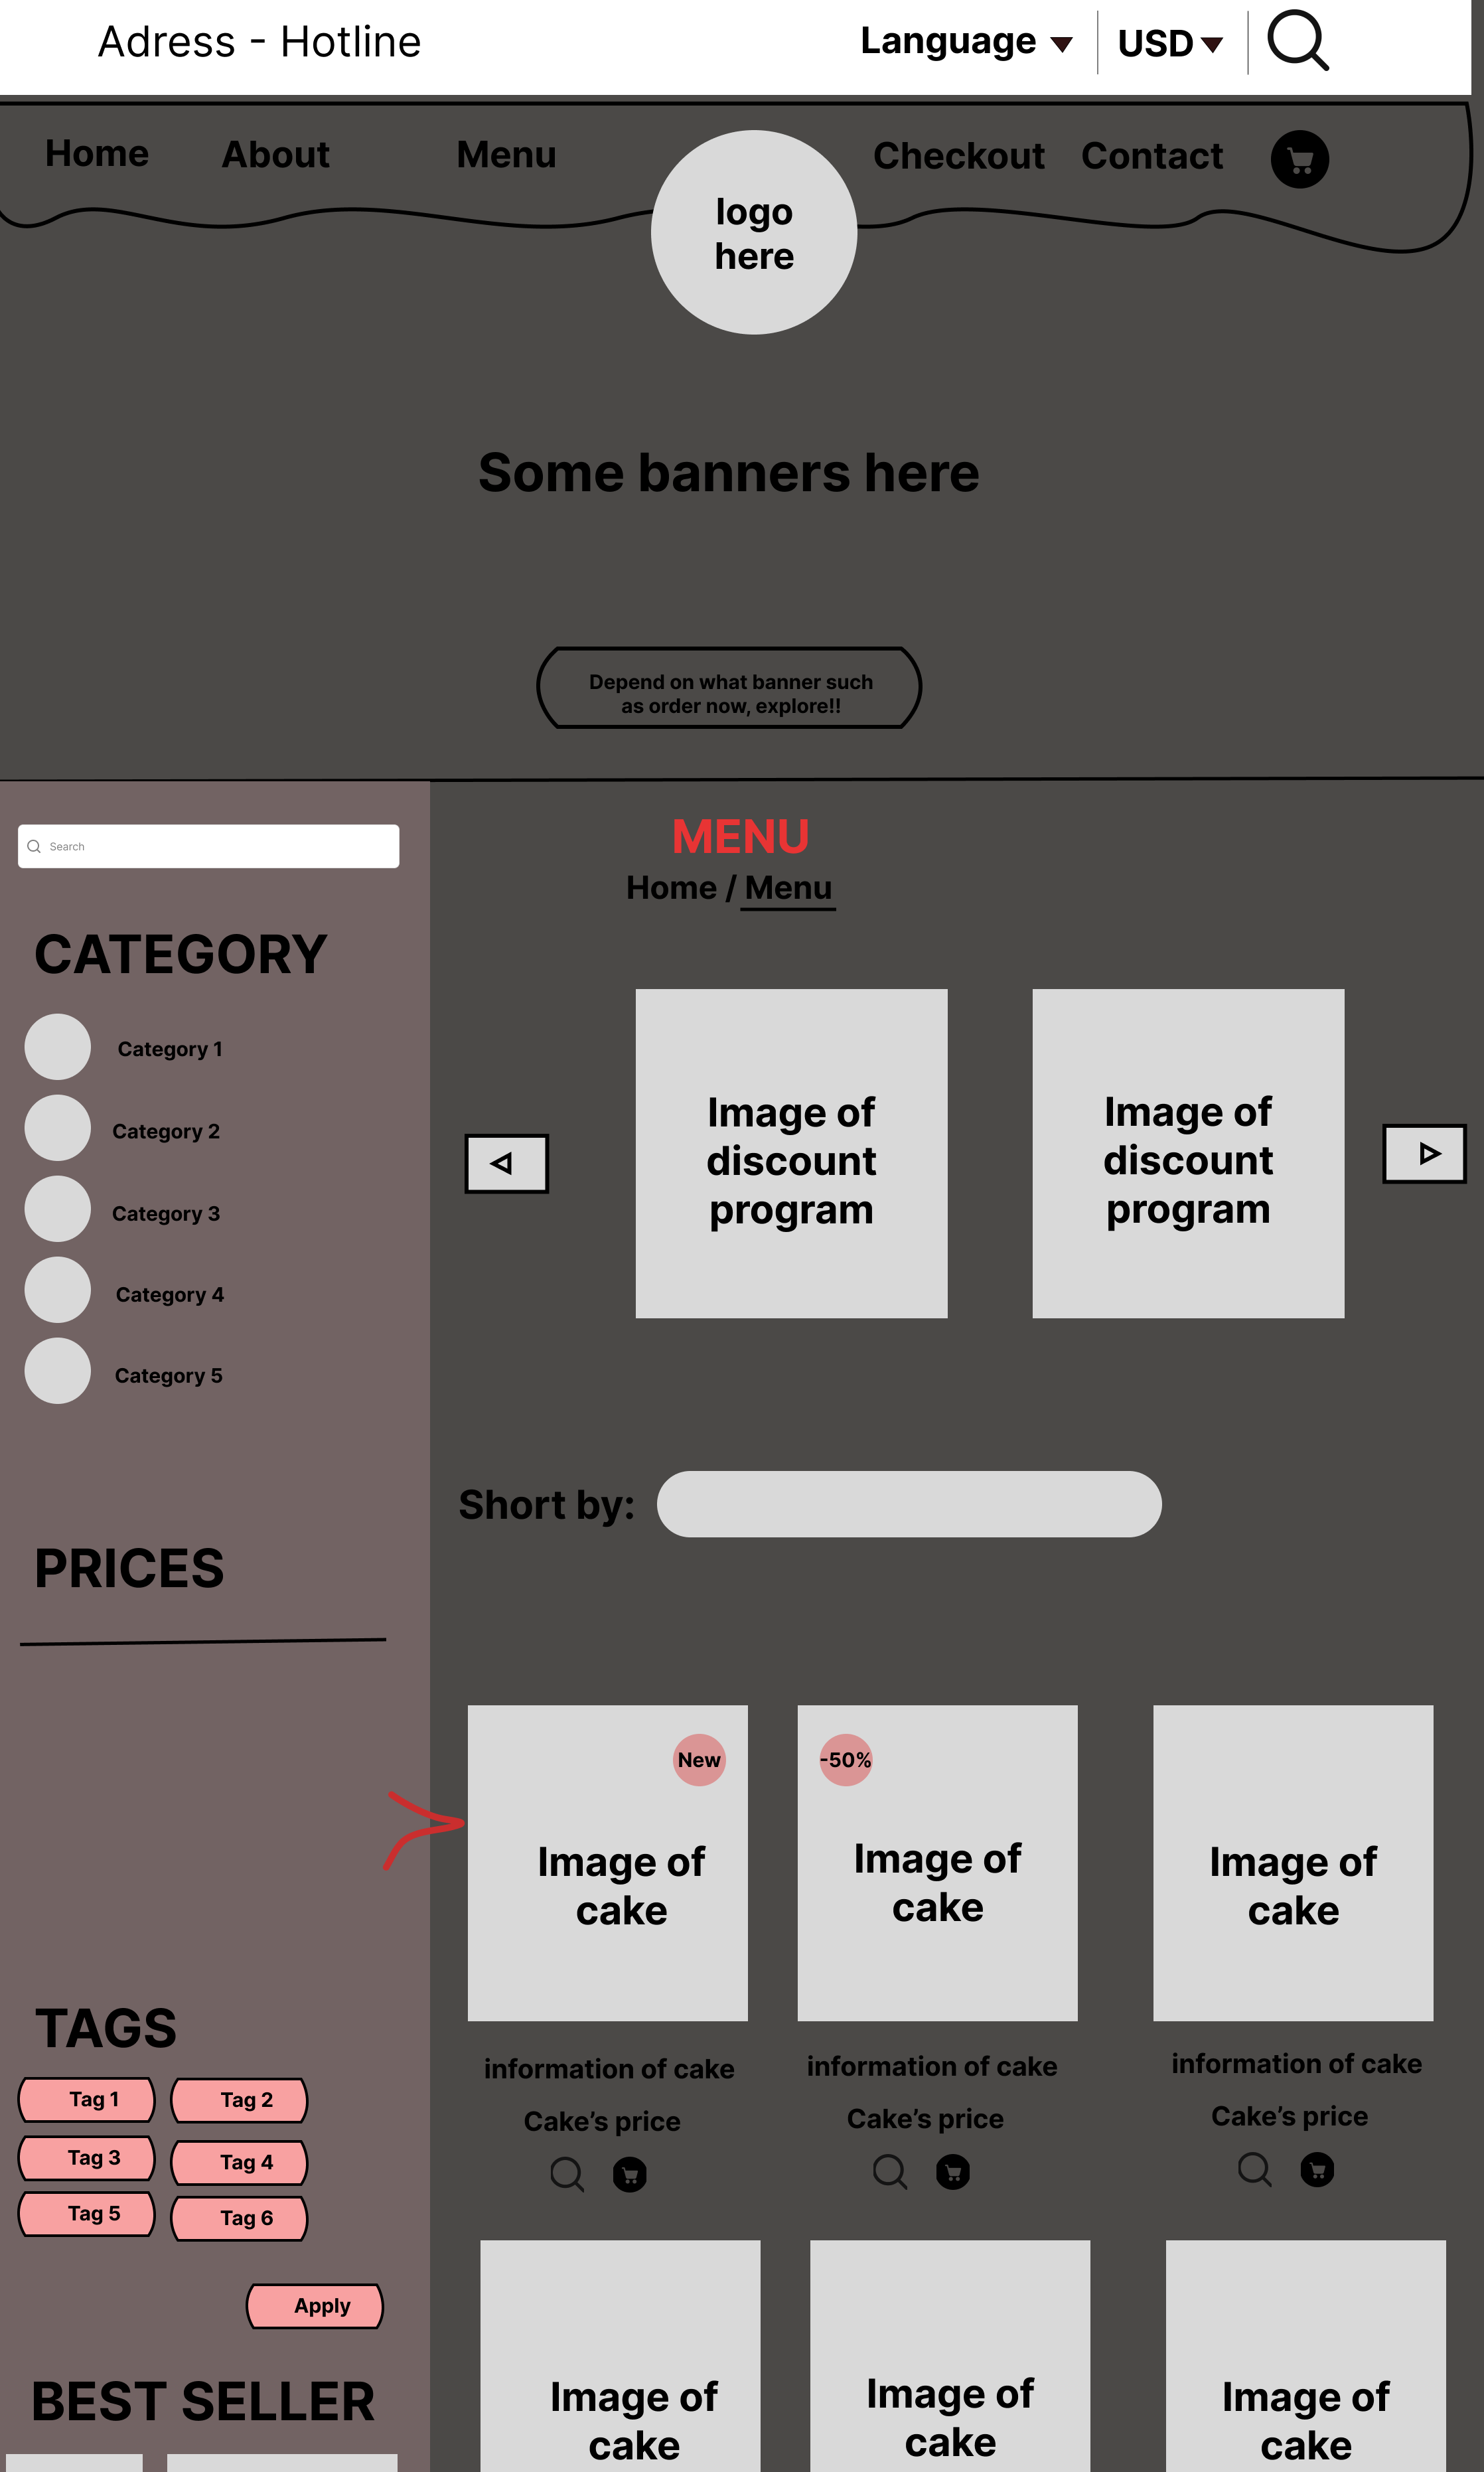 Adress - Hotline
Language
USD
Home
About
Menu
logo
here
Checkout
Contact
Some banners here
Depend on what banner such
as order now, explore!!
Search
CATEGORY
Category 1
Category 2
Category 3
Category 4
Category 5
PRICES
TAGS
Tag 1
Tag 2
Tag 3
Tag 4
Tag 5
Tag 6
Apply
BEST SELLER
MENU
Home / Menu
Image of
discount
program
Image of
discount
program
Short by:
New
Image of
cake
-50%
Image of
cake
Image of
cake
information of cake
information of cake
information of cake
Cake’s price
Cake’s price
Cake’s price
Image of
cake
Image of
cake
Image of
cake